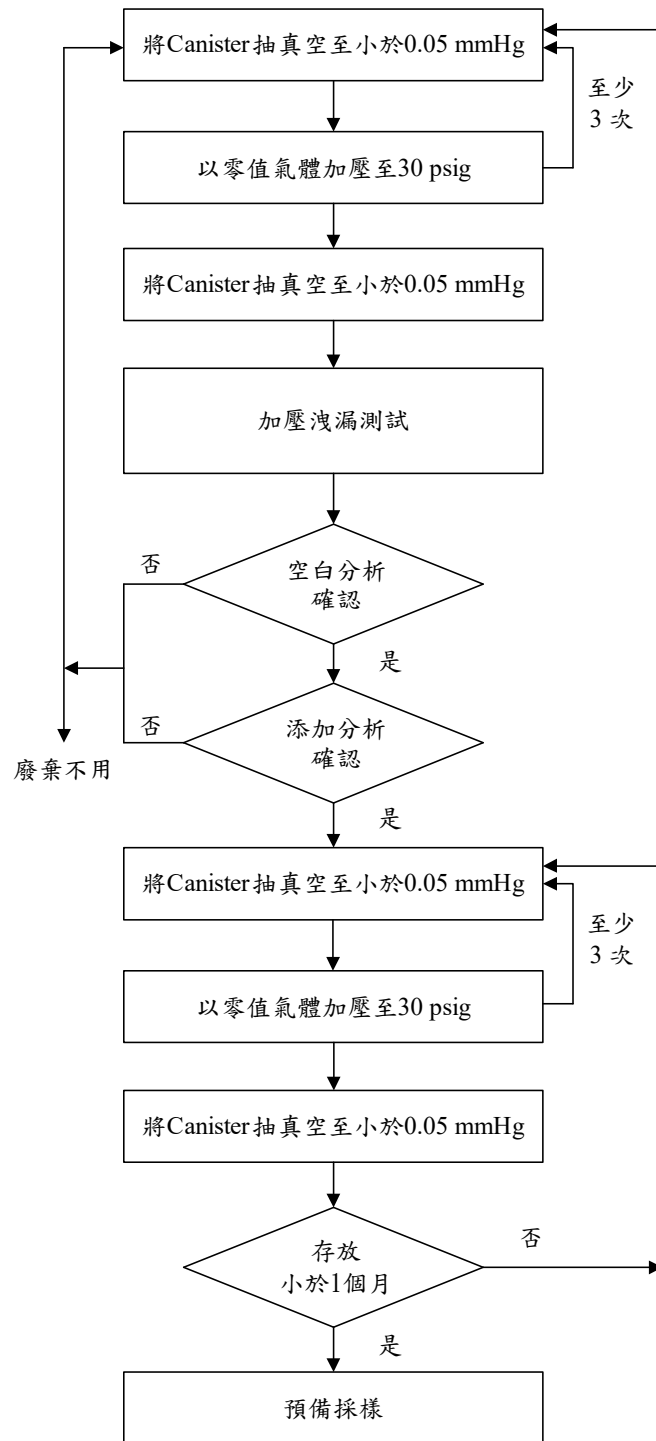 將Canister抽真空至小於0.05 mmHg
至少
3 次
以零值氣體加壓至30 psig
將Canister抽真空至小於0.05 mmHg
加壓洩漏測試
否
空白分析
確認
是
否
添加分析
確認
廢棄不用
是
將Canister抽真空至小於0.05 mmHg
至少
3 次
以零值氣體加壓至30 psig
將Canister抽真空至小於0.05 mmHg
否
存放
小於1個月
是
預備採樣